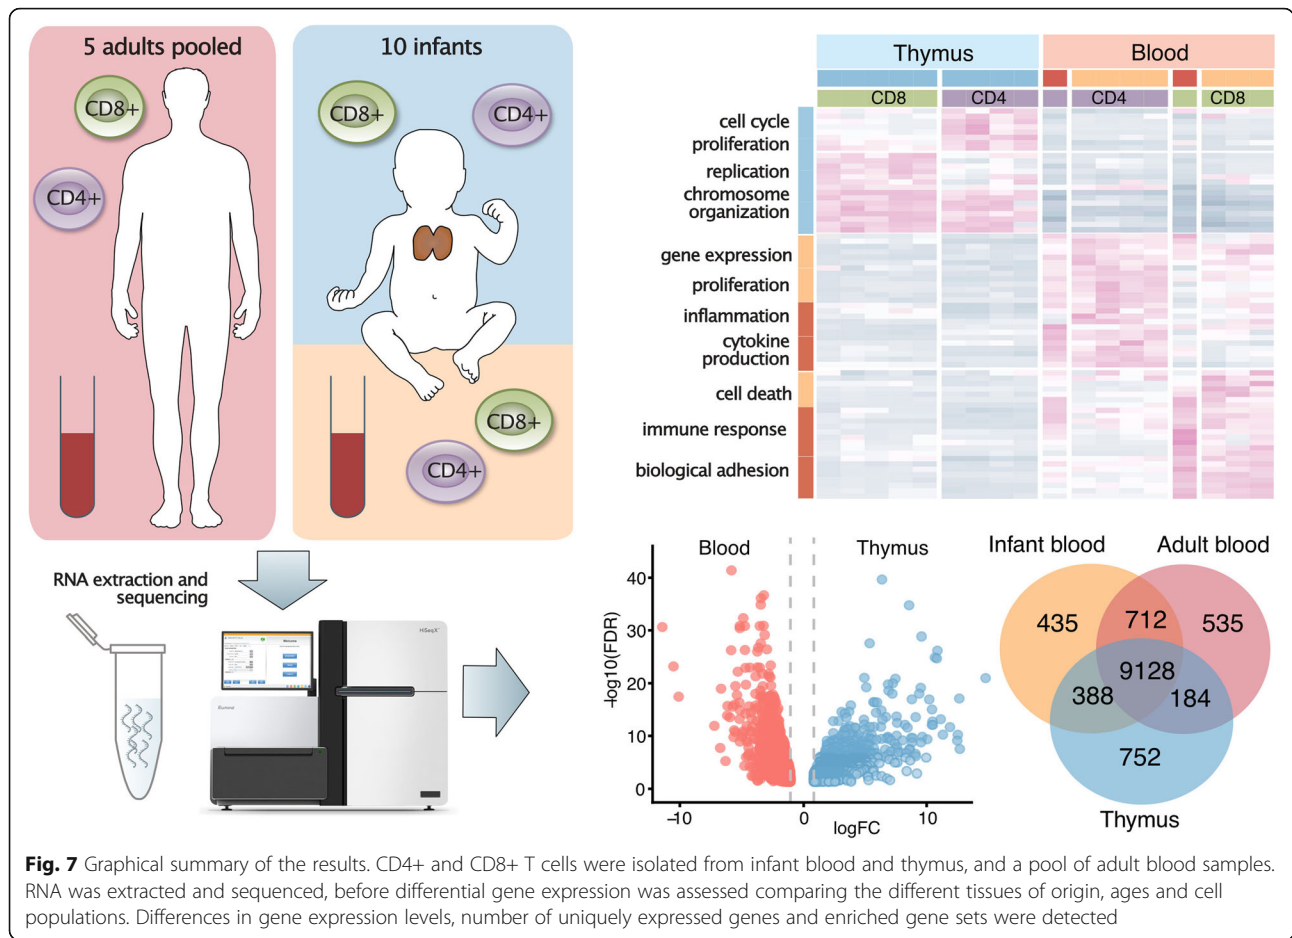 5 adults pooled
CD8+
CD4+
10 infants
CD8+
CD4+
CD8+
CD4+
RNA extraction and
sequencing
HiSeqX
illumina
Welcome
Thymus
Blood
CD8
CD4
CD4
CD8
cell cycle
proliferation
replication
chromosome
organization
gene expression
proliferation
inflammation
cytokine
production
cell death
immune response
biological adhesion
Blood
Thymus
-log10(FDR)
40
30
20
10
0
−10
0
10
logFC
Infant blood
Adult blood
435
712
535
9128
388
184
752
Thymus
Fig. 7 Graphical summary of the results. CD4+ and CD8+ T cells were isolated from infant blood and thymus, and a pool of adult blood samples.
RNA was extracted and sequenced, before differential gene expression was assessed comparing the different tissues of origin, ages and cell
populations. Differences in gene expression levels, number of uniquely expressed genes and enriched gene sets were detected